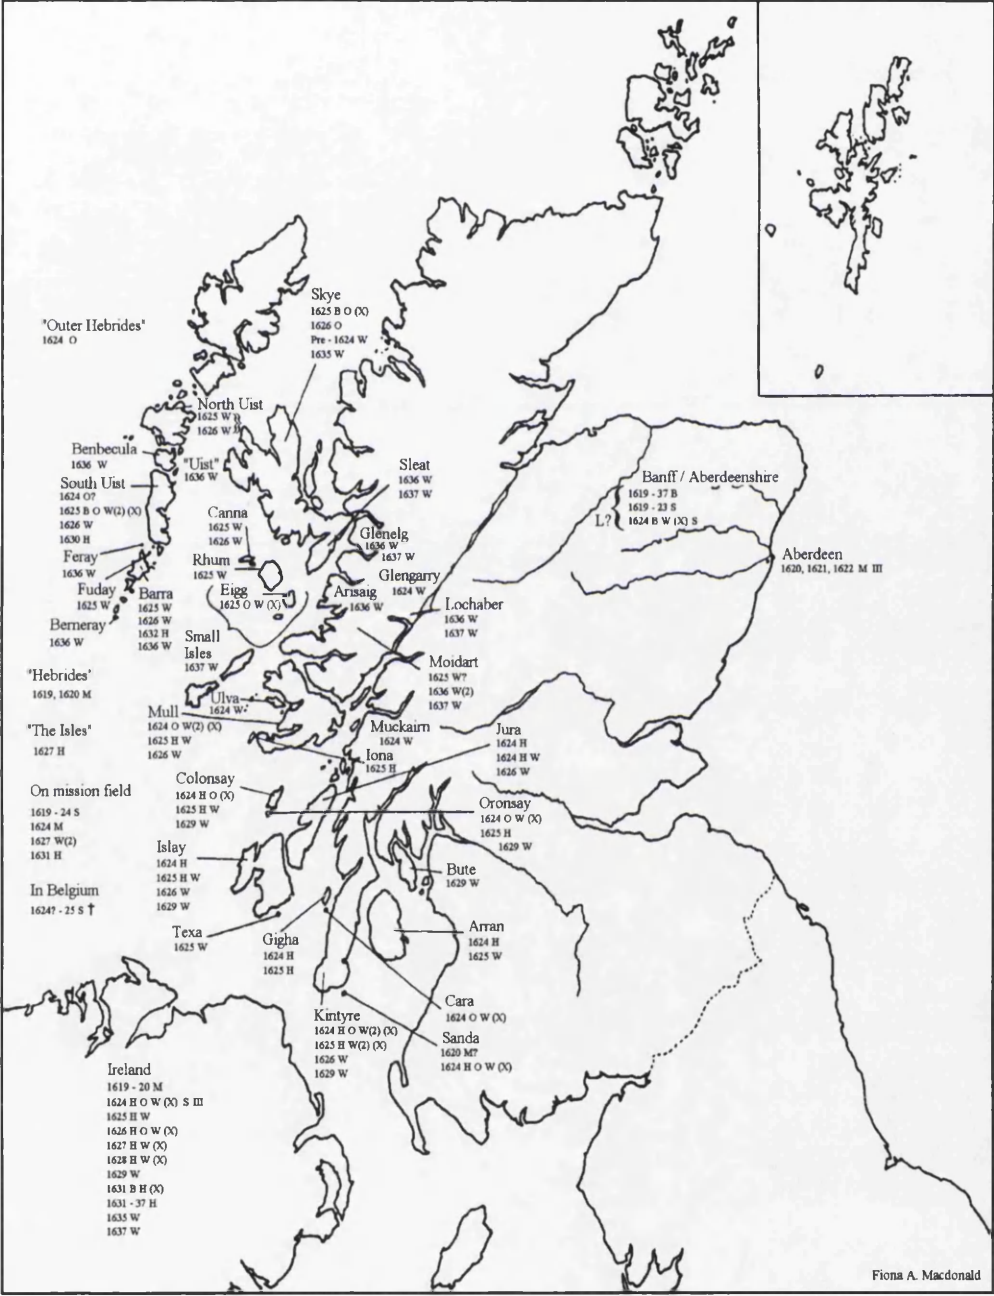 Skye
1625 B O (X)
1626 O
Pre - 1624 W
1635 W
"Outer Hebrides"
1624 O
North Uist
1625 W
1626 W
Benbecula
1636 W
"Uist"
1636 W
South Uist
1624 O?
1625 B O W(2) (X)
1626 W
1630 H
Sleat
1636 W
1637 W
Banff / Aberdeenshire
1619 - 37 B
1619 - 23 S
1624 B W (X) S
L?
Canna
1625 W
1626 W
Glenelg
1636 W
1637 W
Feray
1636 W
Rhum
1625 W
Glengarry
1624 W
Aberdeen
1620, 1621, 1622 M III
Fuday
1625 W
Barra
1625 W
1626 W
1632 H
1636 W
Eigg
1625 O W (X)
Arisaig
1636 W
Lochaber
1636 W
1637 W
Berneray
1636 W
Small
Isles
1637 W
Moidart
1625 W?
1636 W(2)
1637 W
"Hebrides'
1619, 1620 M
Ulva
1624 W
Mull
1624 O W(2) (X)
1625 H W
1626 W
Muckairn
1624 W
Jura
1624 H
1624 H W
1626 W
"The Isles"
1627 H
Iona
1625 H
Colonsay
1624 H O (X)
1625 H W
1629 W
On mission field
1619 - 24 S
1624 M
1627 W(2)
1631 H
Oronsay
1624 O W (X)
1625 H
1629 W
Islay
1624 H
1625 H W
1626 W
1629 W
Bute
1629 W
In Belgium
1624? - 25 S †
Texa
1625 W
Gigha
1624 H
1625 H
Arran
1624 H
1625 W
Cara
1624 O W (X)
Kintyre
1624 H O W(2) (X)
1625 H W(2) (X)
1626 W
1629 W
Sanda
1620 M?
1624 H O W (X)
Ireland
1619 - 20 M
1624 H O W (X) S III
1625 H W
1626 H O W (X)
1627 H W (X)
1628 H W (X)
1629 W
1631 B H (X)
1631 - 37 H
1635 W
1637 W
Fiona A. Macdonald